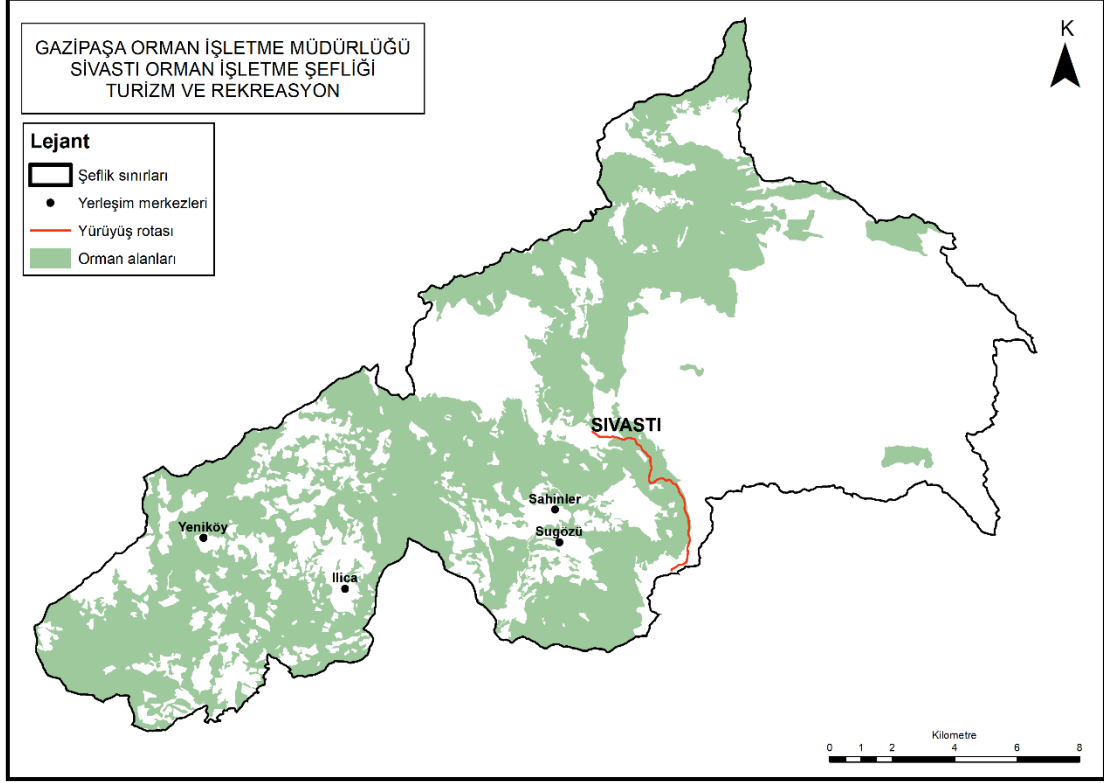 GAZİPAŞA ORMAN İŞLETME MÜDÜRLÜĞÜ
SİVASTI ORMAN İŞLETME ŞEFLİĞİ
TURİZM VE REKREASYON
K
Lejant
Şeflik sınırları
Yerleşim merkezleri
Yürüyüş rotası
Orman alanları
SIVASTI
Sahinler
Sugözü
Yeniköy
Ilica
Kilometre
0 1 2 4 6 8